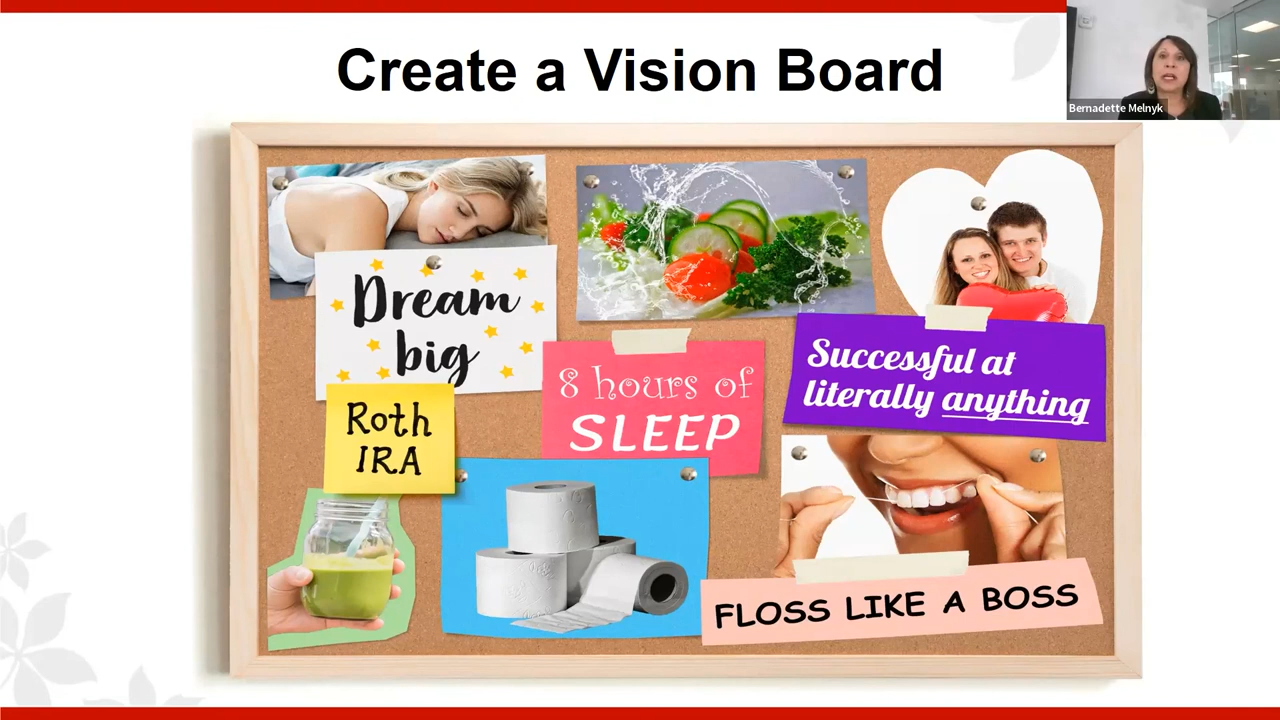 Create a Vision Board
Bernadette Melnyk
Dream
big
8 hours of
SLEEP
Successful at
literally anything
Roth
IRA
FLOSS LIKE A BOSS